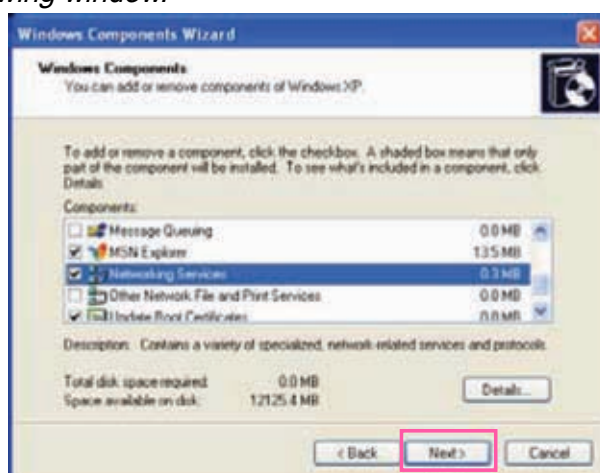 wing window
Windows Components Wizard
Windows Components
You can add or remove components of Windows XP.
To add or remove a component, click the checkbox. A shaded box means that only
part of the component will be installed. To see what's included in a component, click
Details.
Components:
Message Queuing 0.0 MB
MSN Explorer 13.5 MB
Networking Services 0.3 MB
Other Network File and Print Services 0.0 MB
Update Root Certificates 0.0 MB
Description: Contains a variety of specialized, network-related services and protocols.
Total disk space required: 0.0 MB
Space available on disk: 12125.4 MB
Details...
< Back
Next >
Cancel